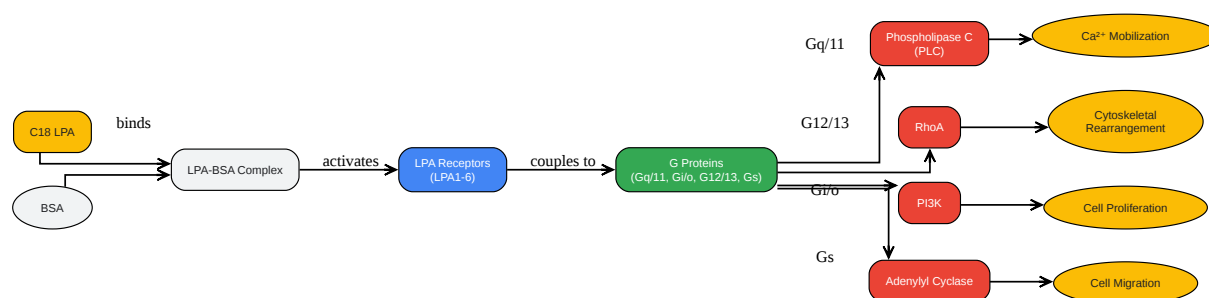 C18 LPA
binds
BSA
LPA-BSA Complex
activates
LPA Receptors
(LPA1-6)
couples to
G Proteins
(Gq/11, Gi/o, G12/13, Gs)
Gq/11
Phospholipase C
(PLC)
Ca²⁺ Mobilization
G12/13
RhoA
Cytoskeletal
Rearrangement
Gi/o
PI3K
Cell Proliferation
Gs
Adenylyl Cyclase
Cell Migration